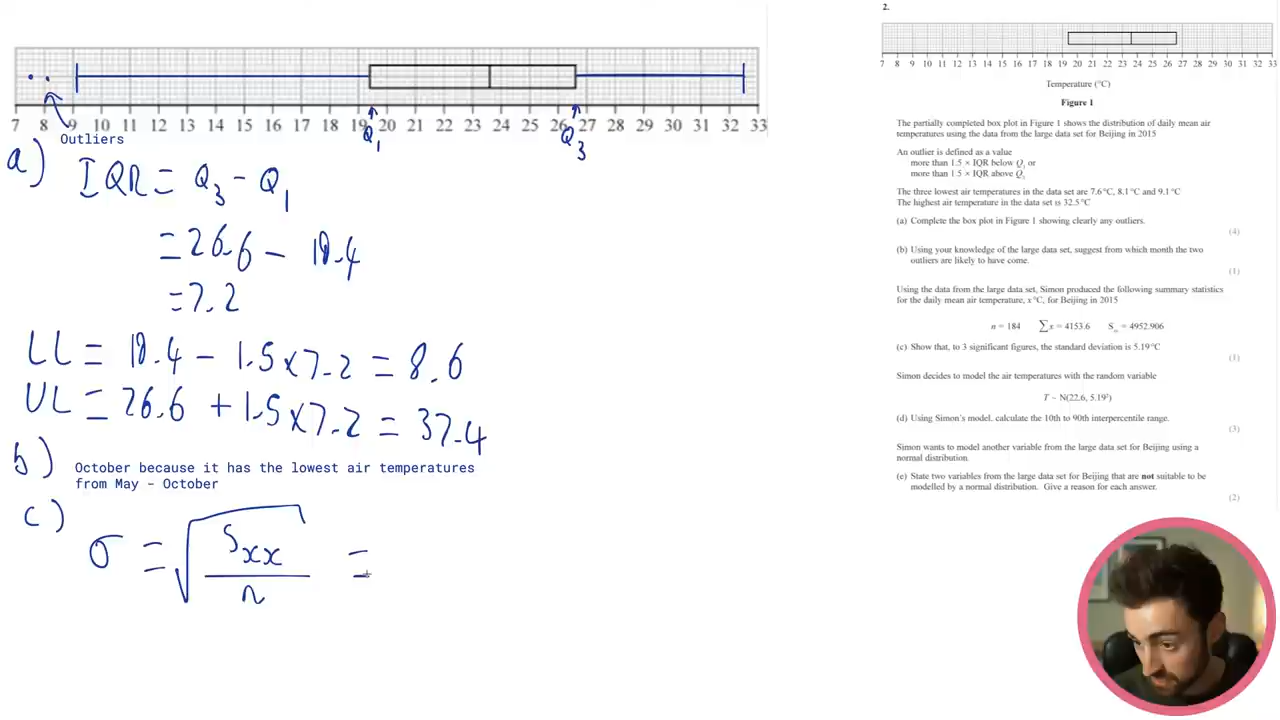 7 8 9 10 11 12 13 14 15 16 17 18 19 20 21 22 23 24 25 26 27 28 29 30 31 32 33
Q₁
Q₃
Outliers
a) IQR = Q₃ - Q₁
= 26.6 - 19.4
= 7.2
LL = 19.4 - 1.5 × 7.2 = 8.6
UL = 26.6 + 1.5 × 7.2 = 37.4
b) October because it has the lowest air temperatures
from May - October
c)
σ = √(Sxx / n) =
2.
7 8 9 10 11 12 13 14 15 16 17 18 19 20 21 22 23 24 25 26 27 28 29 30 31 32 33
Temperature (°C)
Figure 1
The partially completed box plot in Figure 1 shows the distribution of daily mean air
temperatures using the data from the large data set for Beijing in 2015
An outlier is defined as a value
more than 1.5 × IQR below Q₁ or
more than 1.5 × IQR above Q₃
The three lowest air temperatures in the data set are 7.6 °C, 8.1 °C and 9.1 °C
The highest air temperature in the data set is 32.5 °C
(a) Complete the box plot in Figure 1 showing clearly any outliers.
(4)
(b) Using your knowledge of the large data set, suggest from which month the two
outliers are likely to have come.
(1)
Using the data from the large data set, Simon produced the following summary statistics
for the daily mean air temperature, x °C, for Beijing in 2015
n = 184 ∑x = 4153.6 Sxx = 4952.906
(c) Show that, to 3 significant figures, the standard deviation is 5.19 °C
(1)
Simon decides to model the air temperatures with the random variable
T ~ N(22.6, 5.19²)
(d) Using Simon's model, calculate the 10th to 90th interpercentile range.
(3)
Simon wants to model another variable from the large data set for Beijing using a
normal distribution.
(e) State two variables from the large data set for Beijing that are not suitable to be
modelled by a normal distribution. Give a reason for each answer.
(2)